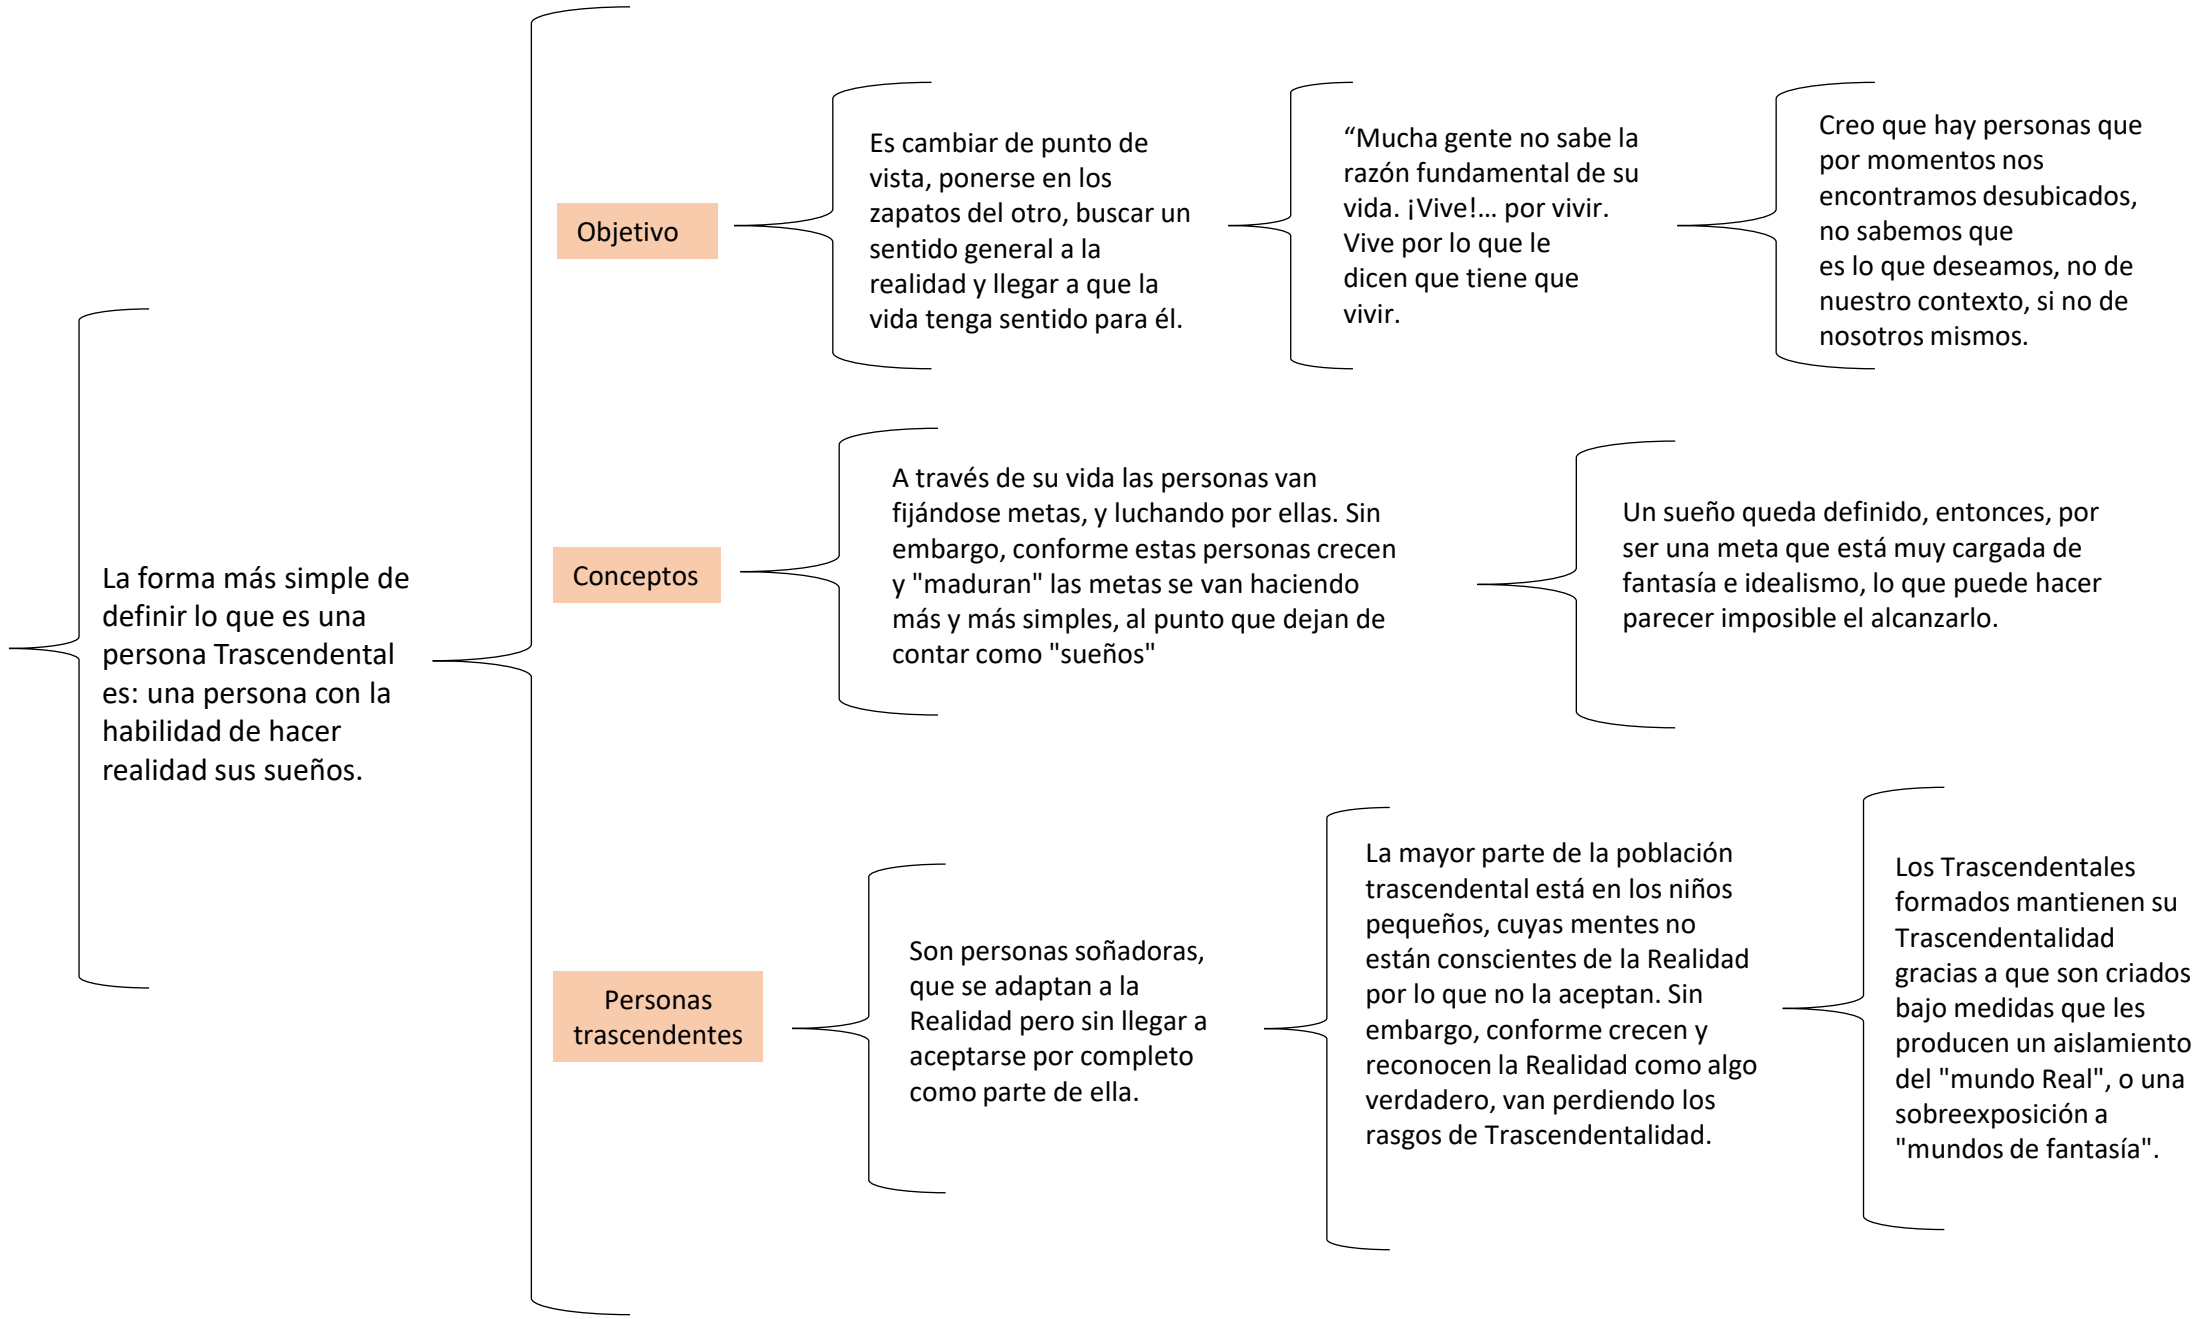 La forma más simple de
definir lo que es una
persona Trascendental
es: una persona con la
habilidad de hacer
realidad sus sueños.
Objetivo
Es cambiar de punto de
vista, ponerse en los
zapatos del otro, buscar un
sentido general a la
realidad y llegar a que la
vida tenga sentido para él.
“Mucha gente no sabe la
razón fundamental de su
vida. ¡Vive!... por vivir.
Vive por lo que le
dicen que tiene que
vivir.
Creo que hay personas que
por momentos nos
encontramos desubicados,
no sabemos que
es lo que deseamos, no de
nuestro contexto, si no de
nosotros mismos.
Conceptos
A través de su vida las personas van
fijándose metas, y luchando por ellas. Sin
embargo, conforme estas personas crecen
y "maduran" las metas se van haciendo
más y más simples, al punto que dejan de
contar como "sueños"
Un sueño queda definido, entonces, por
ser una meta que está muy cargada de
fantasía e idealismo, lo que puede hacer
parecer imposible el alcanzarlo.
Personas
trascendentes
Son personas soñadoras,
que se adaptan a la
Realidad pero sin llegar a
aceptarse por completo
como parte de ella.
La mayor parte de la población
trascendental está en los niños
pequeños, cuyas mentes no
están conscientes de la Realidad
por lo que no la aceptan. Sin
embargo, conforme crecen y
reconocen la Realidad como algo
verdadero, van perdiendo los
rasgos de Trascendentalidad.
Los Trascendentales
formados mantienen su
Trascendentalidad
gracias a que son criados
bajo medidas que les
producen un aislamiento
del "mundo Real", o una
sobreexposición a
"mundos de fantasía".